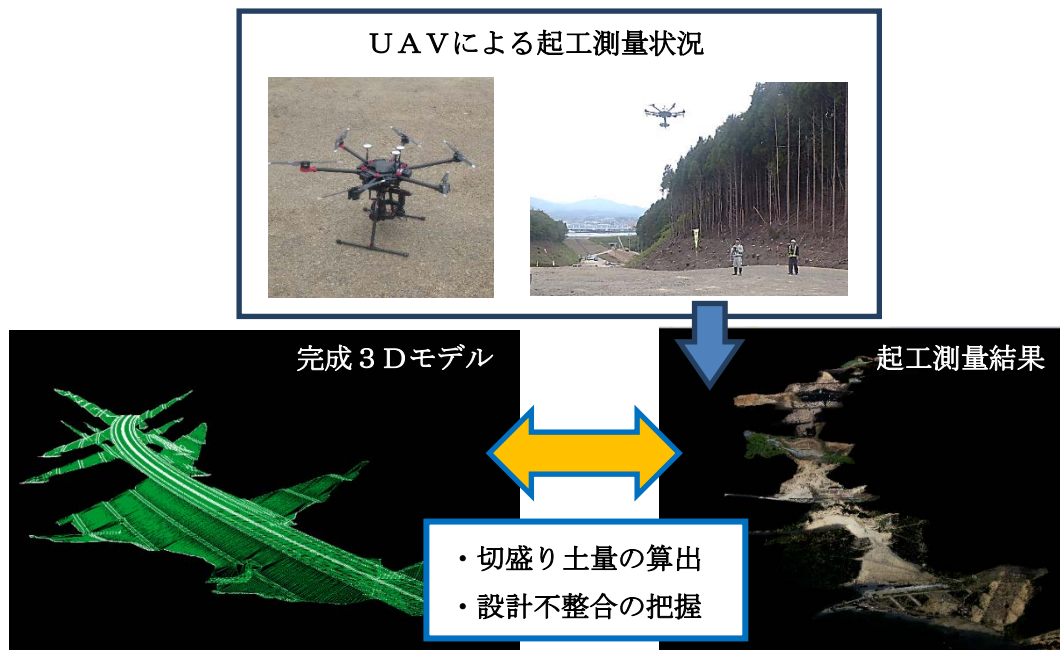 ＵＡＶによる起工測量状況
完成３Ｄモデル
起工測量結果
・切盛り土量の算出
・設計不整合の把握